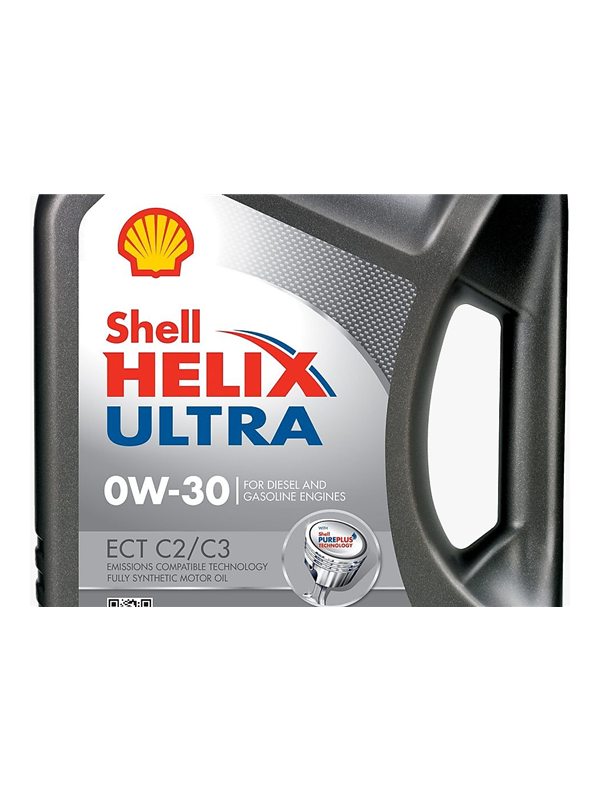 Shell
HELIX
ULTRA
0W-30
FOR DIESEL AND
GASOLINE ENGINES
ECT C2/C3
EMISSIONS COMPATIBLE TECHNOLOGY
FULLY SYNTHETIC MOTOR OIL
WITH
Shell
PUREPLUS
TECHNOLOGY